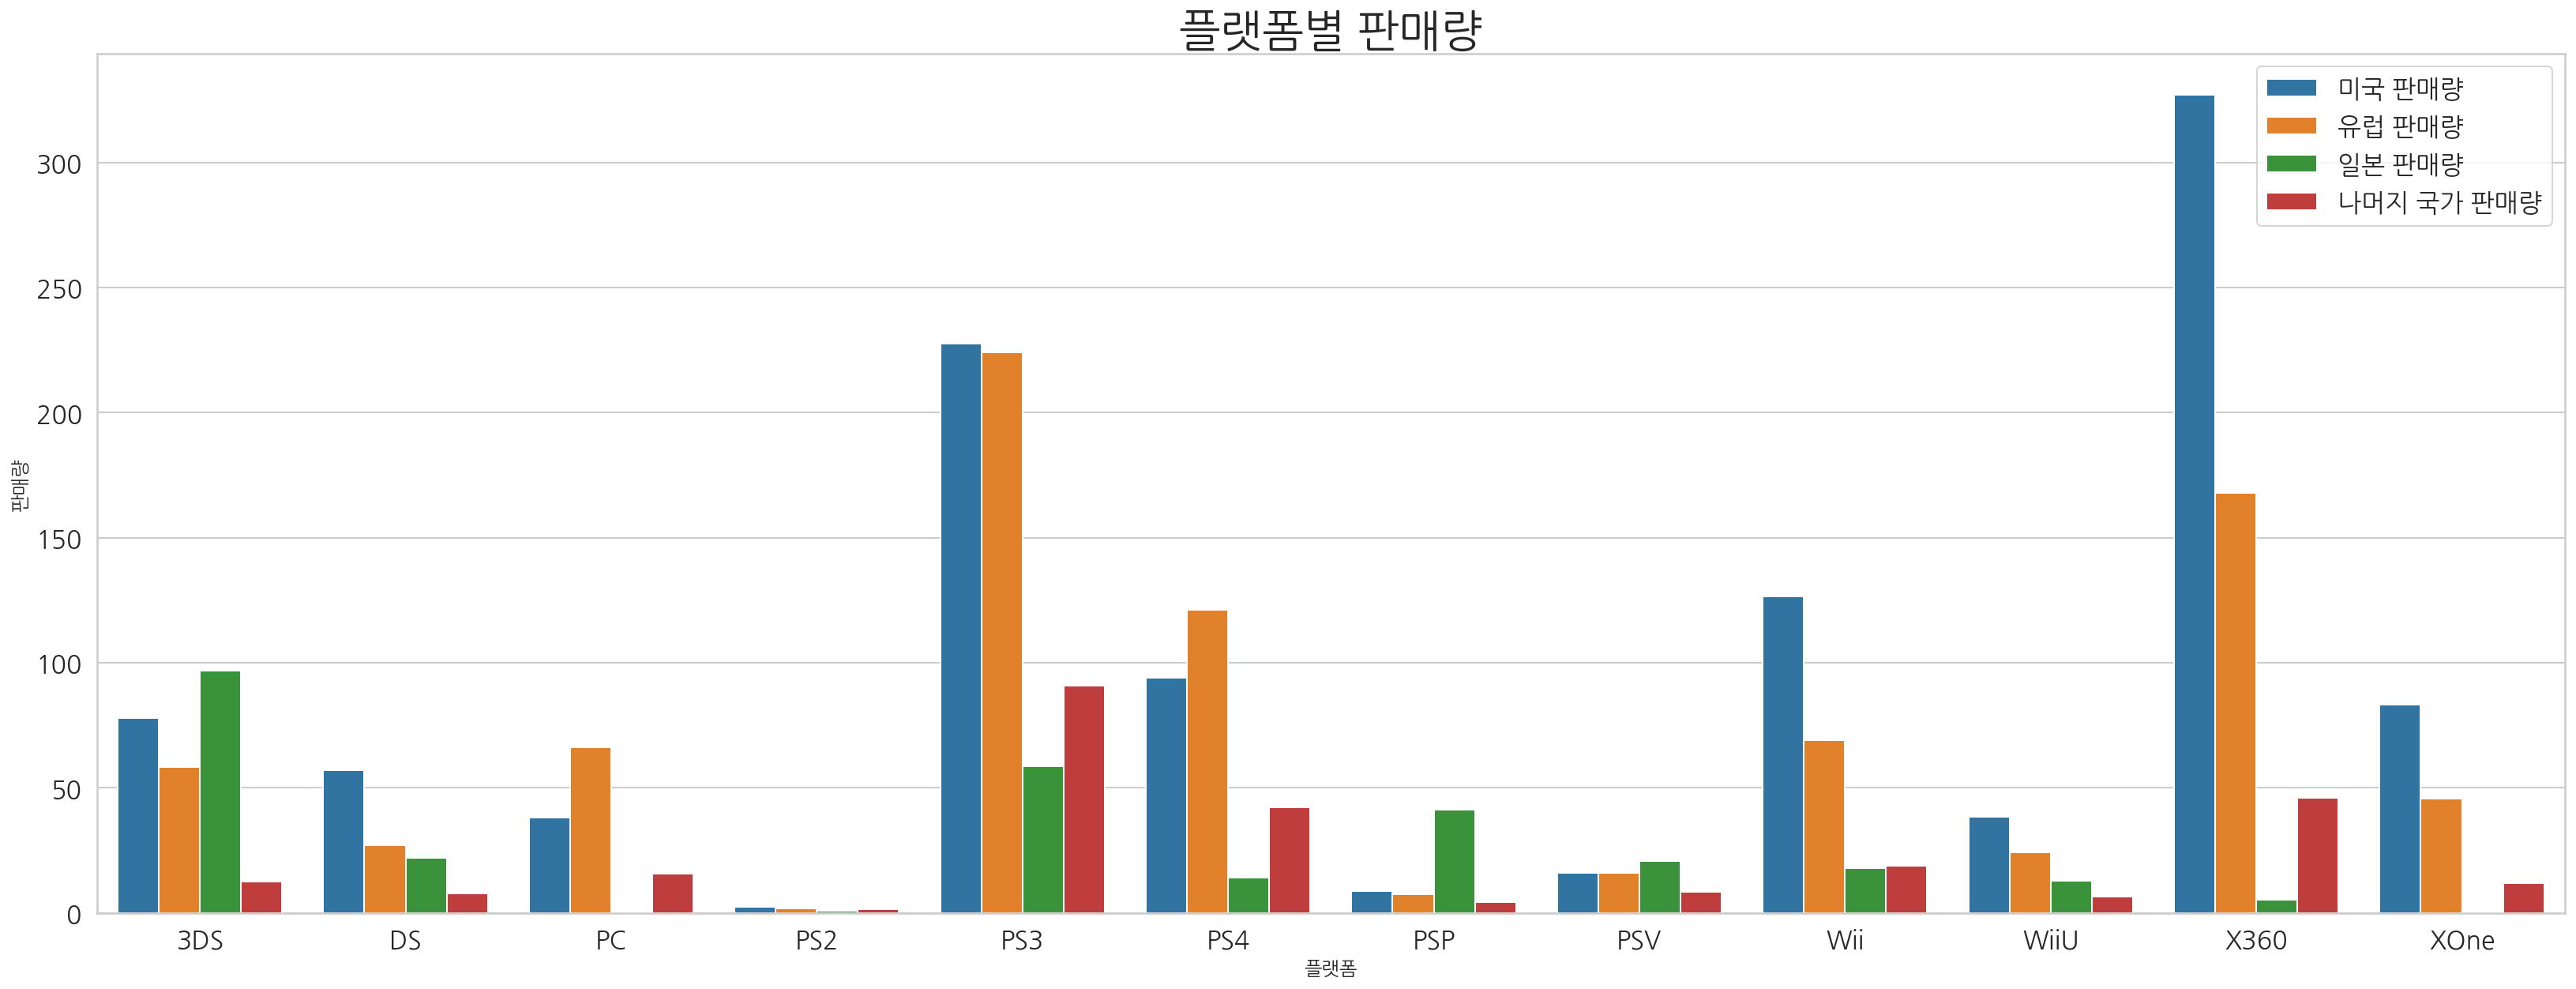 플랫폼별 판매량
미국 판매량
유럽 판매량
일본 판매량
나머지 국가 판매량
판매량
300
250
200
150
100
50
0
3DS DS PC PS2 PS3 PS4 PSP PSV Wii WiiU X360 XOne
플랫폼